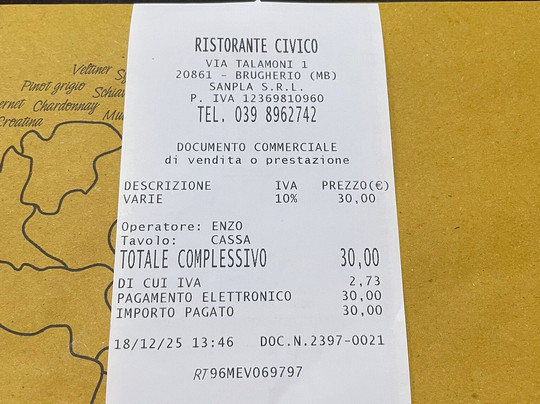 RISTORANTE CIVICO
VIA TALAMONI 1
20861 - BRUGHERIO (MB)
SANPLA S.R.L.
P. IVA 12369810960
TEL. 039 8962742
DOCUMENTO COMMERCIALE
di vendita o prestazione
DESCRIZIONE IVA PREZZO(€)
VARIE 10% 30,00
Operatore: ENZO
Tavolo: CASSA
TOTALE COMPLESSIVO 30,00
DI CUI IVA 2,73
PAGAMENTO ELETTRONICO 30,00
IMPORTO PAGATO 30,00
18/12/25 13:46 DOC.N.2397-0021
RT96MEV069797
Veltliner
Pinot grigio
Chardonnay
Croatina